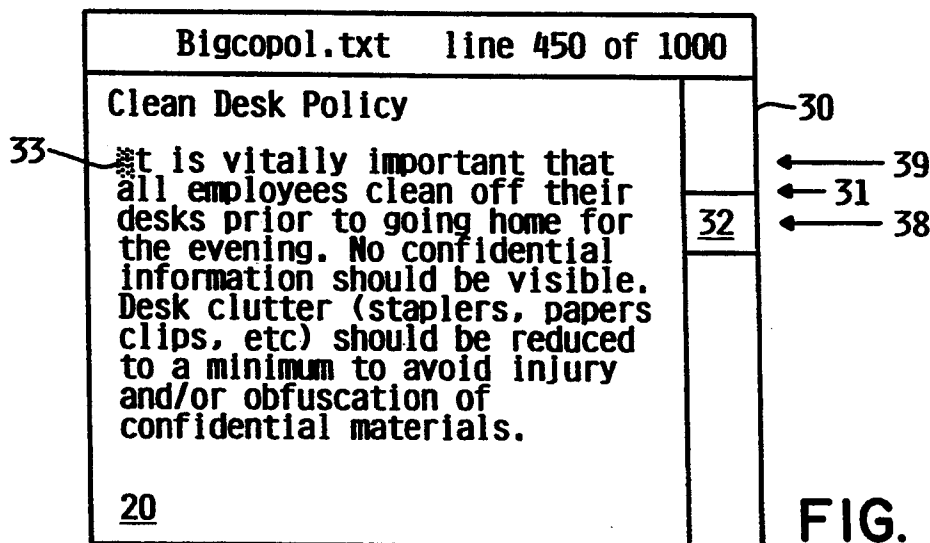 Bigcopol.txt line 450 of 1000
Clean Desk Policy
30
33
It is vitally important that
39
all employees clean off their
31
desks prior to going home for
32
38
the evening. No confidential
information should be visible.
Desk clutter (staplers, papers
clips, etc) should be reduced
to a minimum to avoid injury
and/or obfuscation of
confidential materials.
20
FIG.